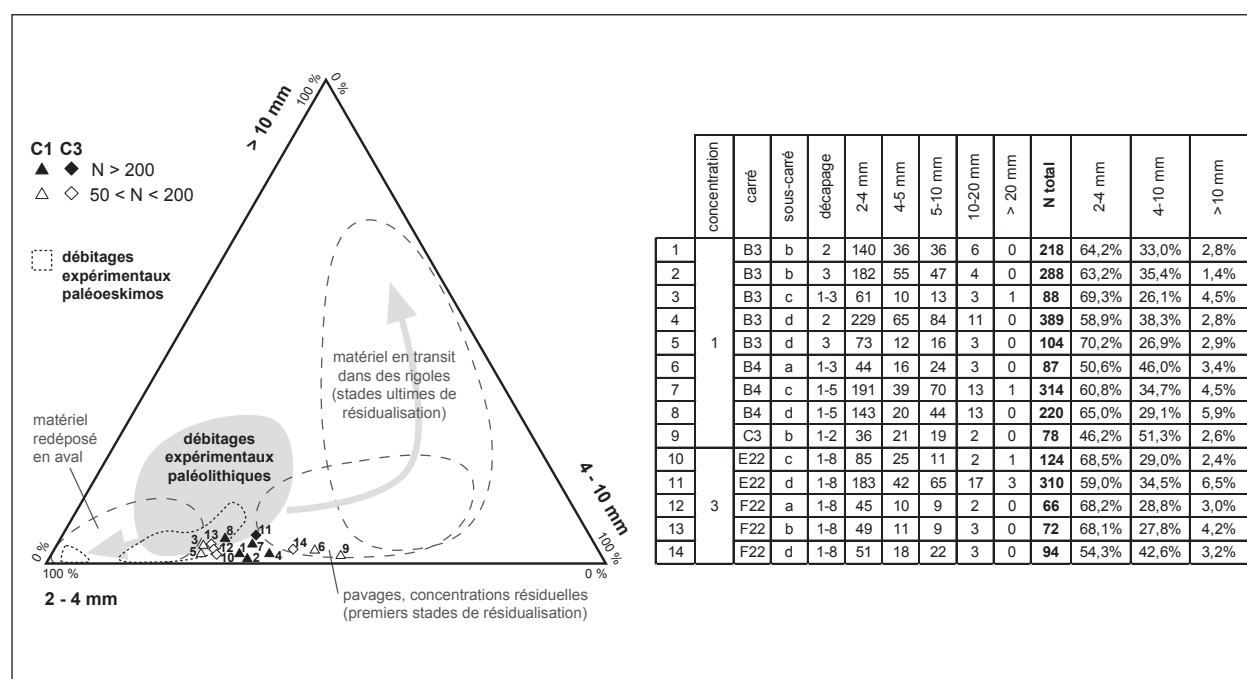 100 %
0 %
> 10 mm
C1 C3
N > 200
50 < N < 200
débitages
expérimentaux
paléoeskimos
matériel en transit
dans des rigoles
(stades ultimes de
résidualisation)
matériel
redéposé
en aval
débitages
expérimentaux
paléolithiques
4 - 10 mm
3
13
8
11
5
12
10
1
7
2
4
14
6
9
0 %
100 %
100 %
0 %
2 - 4 mm
pavages, concentrations résiduelles
(premiers stades de résidualisation)
concentration carré sous-carré décapage 2-4 mm 4-5 mm 5-10 mm 10-20 mm > 20 mm N total 2-4 mm 4-10 mm >10 mm
1 B3 b 2 140 36 36 6 0 218 64,2% 33,0% 2,8%
2 B3 b 3 182 55 47 4 0 288 63,2% 35,4% 1,4%
3 B3 c 1-3 61 10 13 3 1 88 69,3% 26,1% 4,5%
4 B3 d 2 229 65 84 11 0 389 58,9% 38,3% 2,8%
5 1 B3 d 3 73 12 16 3 0 104 70,2% 26,9% 2,9%
6 B4 a 1-3 44 16 24 3 0 87 50,6% 46,0% 3,4%
7 B4 c 1-5 191 39 70 13 1 314 60,8% 34,7% 4,5%
8 B4 d 1-5 143 20 44 13 0 220 65,0% 29,1% 5,9%
9 C3 b 1-2 36 21 19 2 0 78 46,2% 51,3% 2,6%
10 E22 c 1-8 85 25 11 2 1 124 68,5% 29,0% 2,4%
11 E22 d 1-8 183 42 65 17 3 310 59,0% 34,5% 6,5%
12 3 F22 a 1-8 45 10 9 2 0 66 68,2% 28,8% 3,0%
13 F22 b 1-8 49 11 9 3 0 72 68,1% 27,8% 4,2%
14 F22 d 1-8 51 18 22 3 0 94 54,3% 42,6% 3,2%